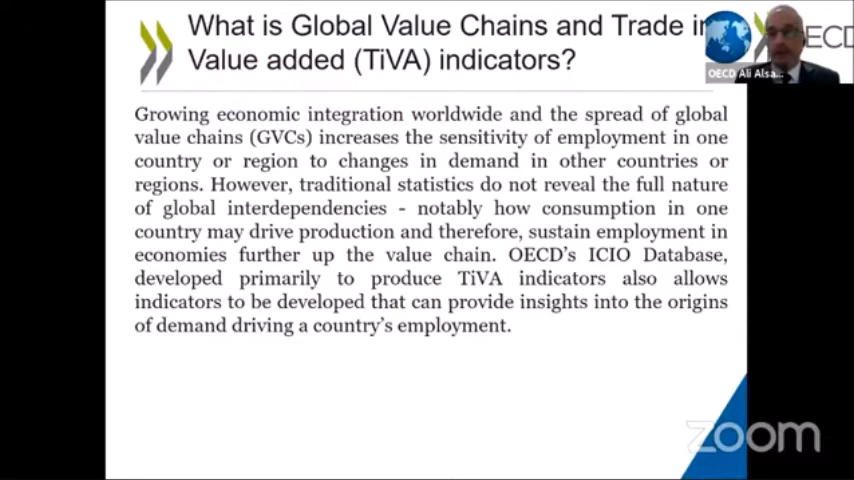 What is Global Value Chains and Trade in
Value added (TiVA) indicators?
ECD
OECD Ali Alsa...
Growing economic integration worldwide and the spread of global
value chains (GVCs) increases the sensitivity of employment in one
country or region to changes in demand in other countries or
regions. However, traditional statistics do not reveal the full nature
of global interdependencies - notably how consumption in one
country may drive production and therefore, sustain employment in
economies further up the value chain. OECD's ICIO Database,
developed primarily to produce TiVA indicators also allows
indicators to be developed that can provide insights into the origins
of demand driving a country's employment.
zoom